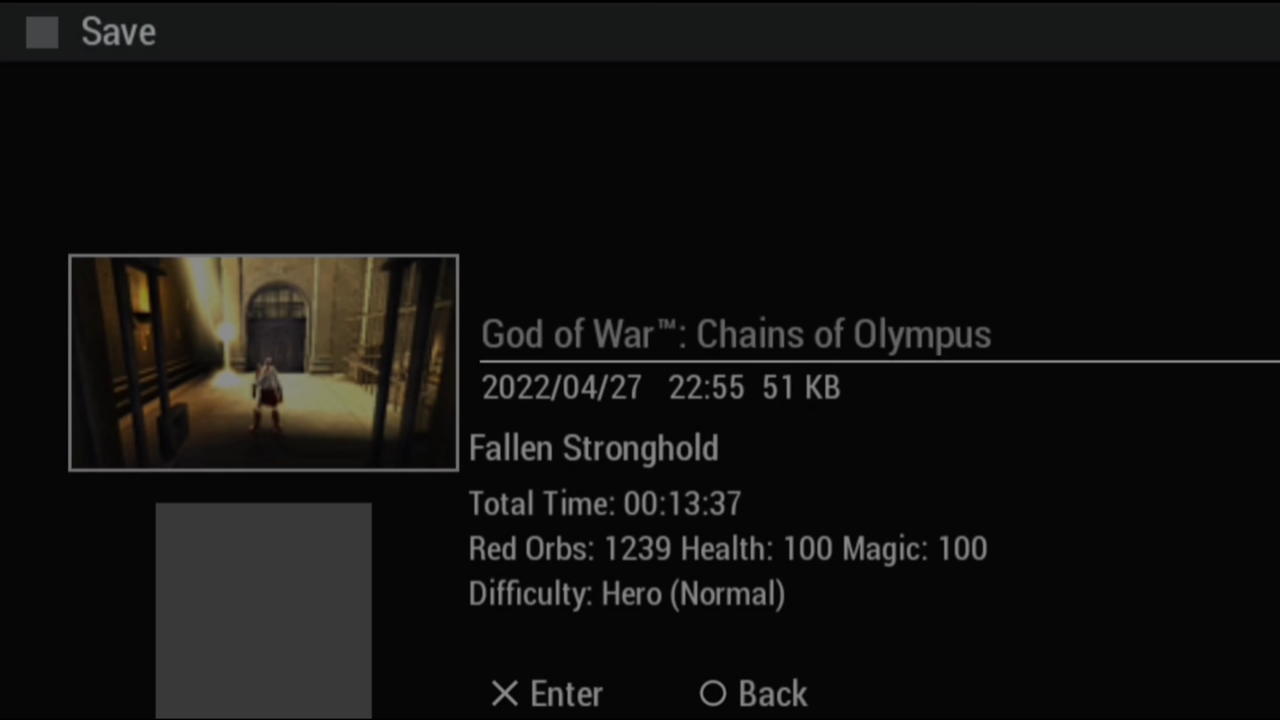 Save
God of War™: Chains of Olympus
2022/04/27 22:55 51 KB
Fallen Stronghold
Total Time: 00:13:37
Red Orbs: 1239 Health: 100 Magic: 100
Difficulty: Hero (Normal)
Enter Back